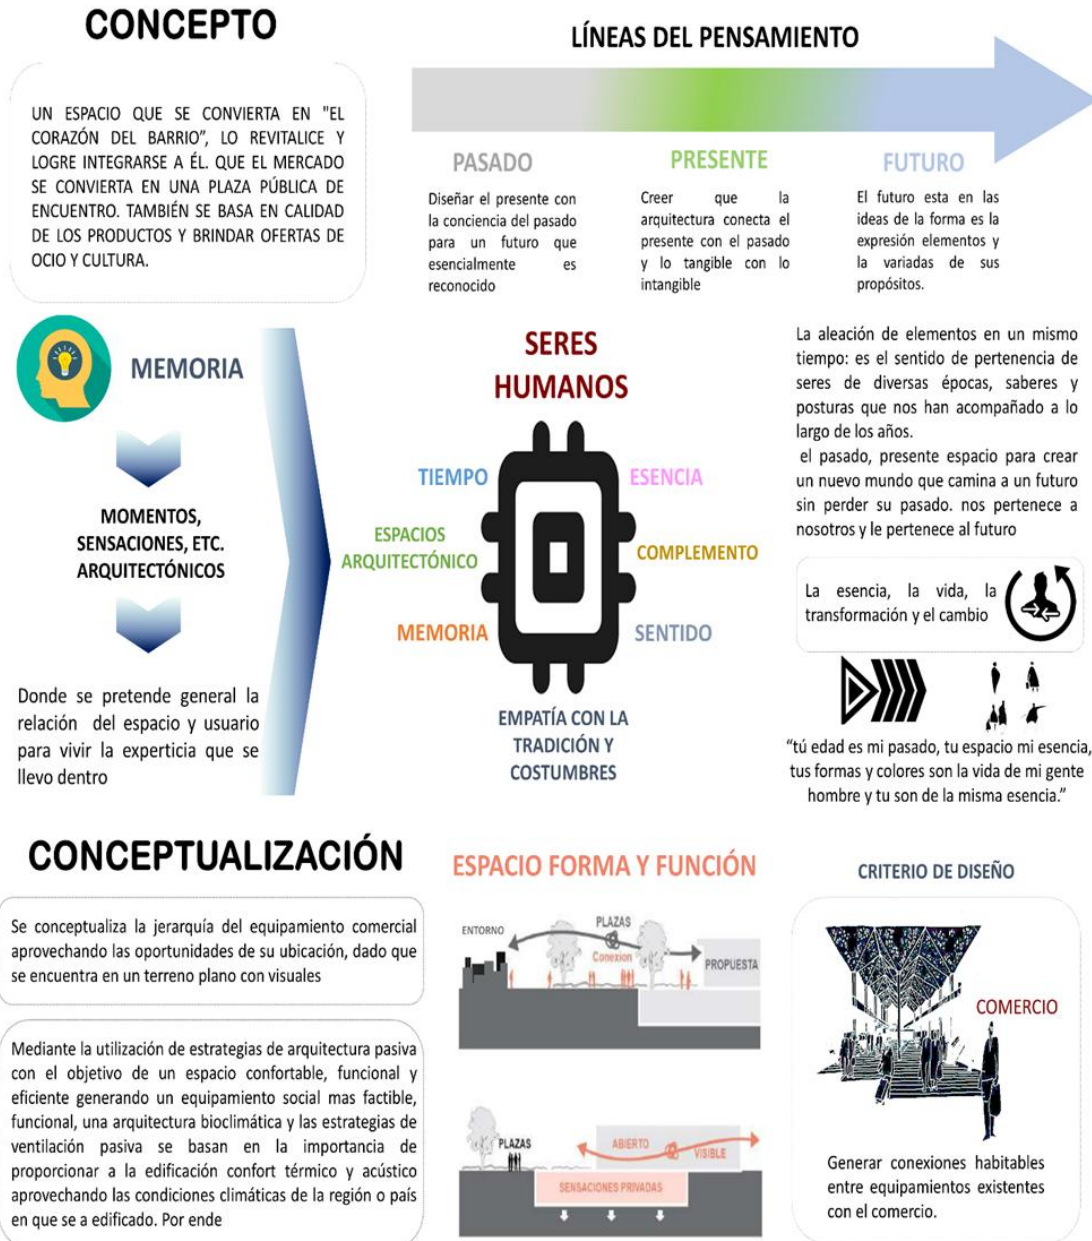 CONCEPTO
UN ESPACIO QUE SE CONVIERTA EN "EL
CORAZÓN DEL BARRIO”, LO REVITALICE Y
LOGRE INTEGRARSE A ÉL. QUE EL MERCADO
SE CONVIERTA EN UNA PLAZA PÚBLICA DE
ENCUENTRO. TAMBIÉN SE BASA EN CALIDAD
DE LOS PRODUCTOS Y BRINDAR OFERTAS DE
OCIO Y CULTURA.
LÍNEAS DEL PENSAMIENTO
PASADO
Diseñar el presente con
la conciencia del pasado
para un futuro que
esencialmente es
reconocido
PRESENTE
Creer que la
arquitectura conecta el
presente con el pasado
y lo tangible con lo
intangible
FUTURO
El futuro esta en las
ideas de la forma es la
expresión elementos y
la variadas de sus
propósitos.
MEMORIA
MOMENTOS,
SENSACIONES, ETC.
ARQUITECTÓNICOS
Donde se pretende general la
relación del espacio y usuario
para vivir la experticia que se
llevo dentro
SERES
HUMANOS
TIEMPO
ESENCIA
ESPACIOS
ARQUITECTÓNICO
COMPLEMENTO
MEMORIA
SENTIDO
EMPATÍA CON LA
TRADICIÓN Y
COSTUMBRES
La aleación de elementos en un mismo
tiempo: es el sentido de pertenencia de
seres de diversas épocas, saberes y
posturas que nos han acompañado a lo
largo de los años.
el pasado, presente espacio para crear
un nuevo mundo que camina a un futuro
sin perder su pasado. nos pertenece a
nosotros y le pertenece al futuro
La esencia, la vida, la
transformación y el cambio
“tú edad es mi pasado, tu espacio mi esencia,
tus formas y colores son la vida de mi gente
hombre y tu son de la misma esencia.”
CONCEPTUALIZACIÓN
Se conceptualiza la jerarquía del equipamiento comercial
aprovechando las oportunidades de su ubicación, dado que
se encuentra en un terreno plano con visuales
Mediante la utilización de estrategias de arquitectura pasiva
con el objetivo de un espacio confortable, funcional y
eficiente generando un equipamiento social mas factible,
funcional, una arquitectura bioclimática y las estrategias de
ventilación pasiva se basan en la importancia de
proporcionar a la edificación confort térmico y acústico
aprovechando las condiciones climáticas de la región o país
en que se a edificado. Por ende
ESPACIO FORMA Y FUNCIÓN
ENTORNO
PLAZAS
Conexion
PROPUESTA
PLAZAS
ABIERTO
VISIBLE
SENSACIONES PRIVADAS
CRITERIO DE DISEÑO
COMERCIO
Generar conexiones habitables
entre equipamientos existentes
con el comercio.